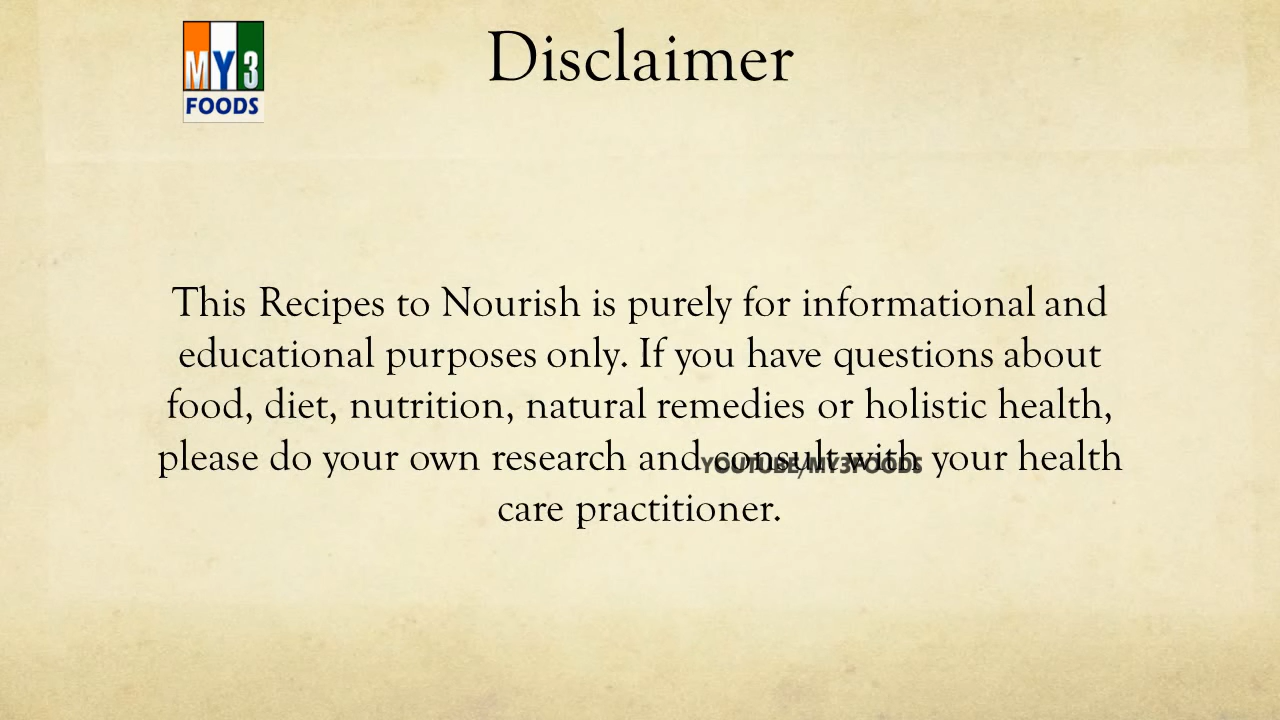 MY3
FOODS
Disclaimer
This Recipes to Nourish is purely for informational and
educational purposes only. If you have questions about
food, diet, nutrition, natural remedies or holistic health,
please do your own research and consult with your health
YOUTUBE/MY3FOODS
care practitioner.